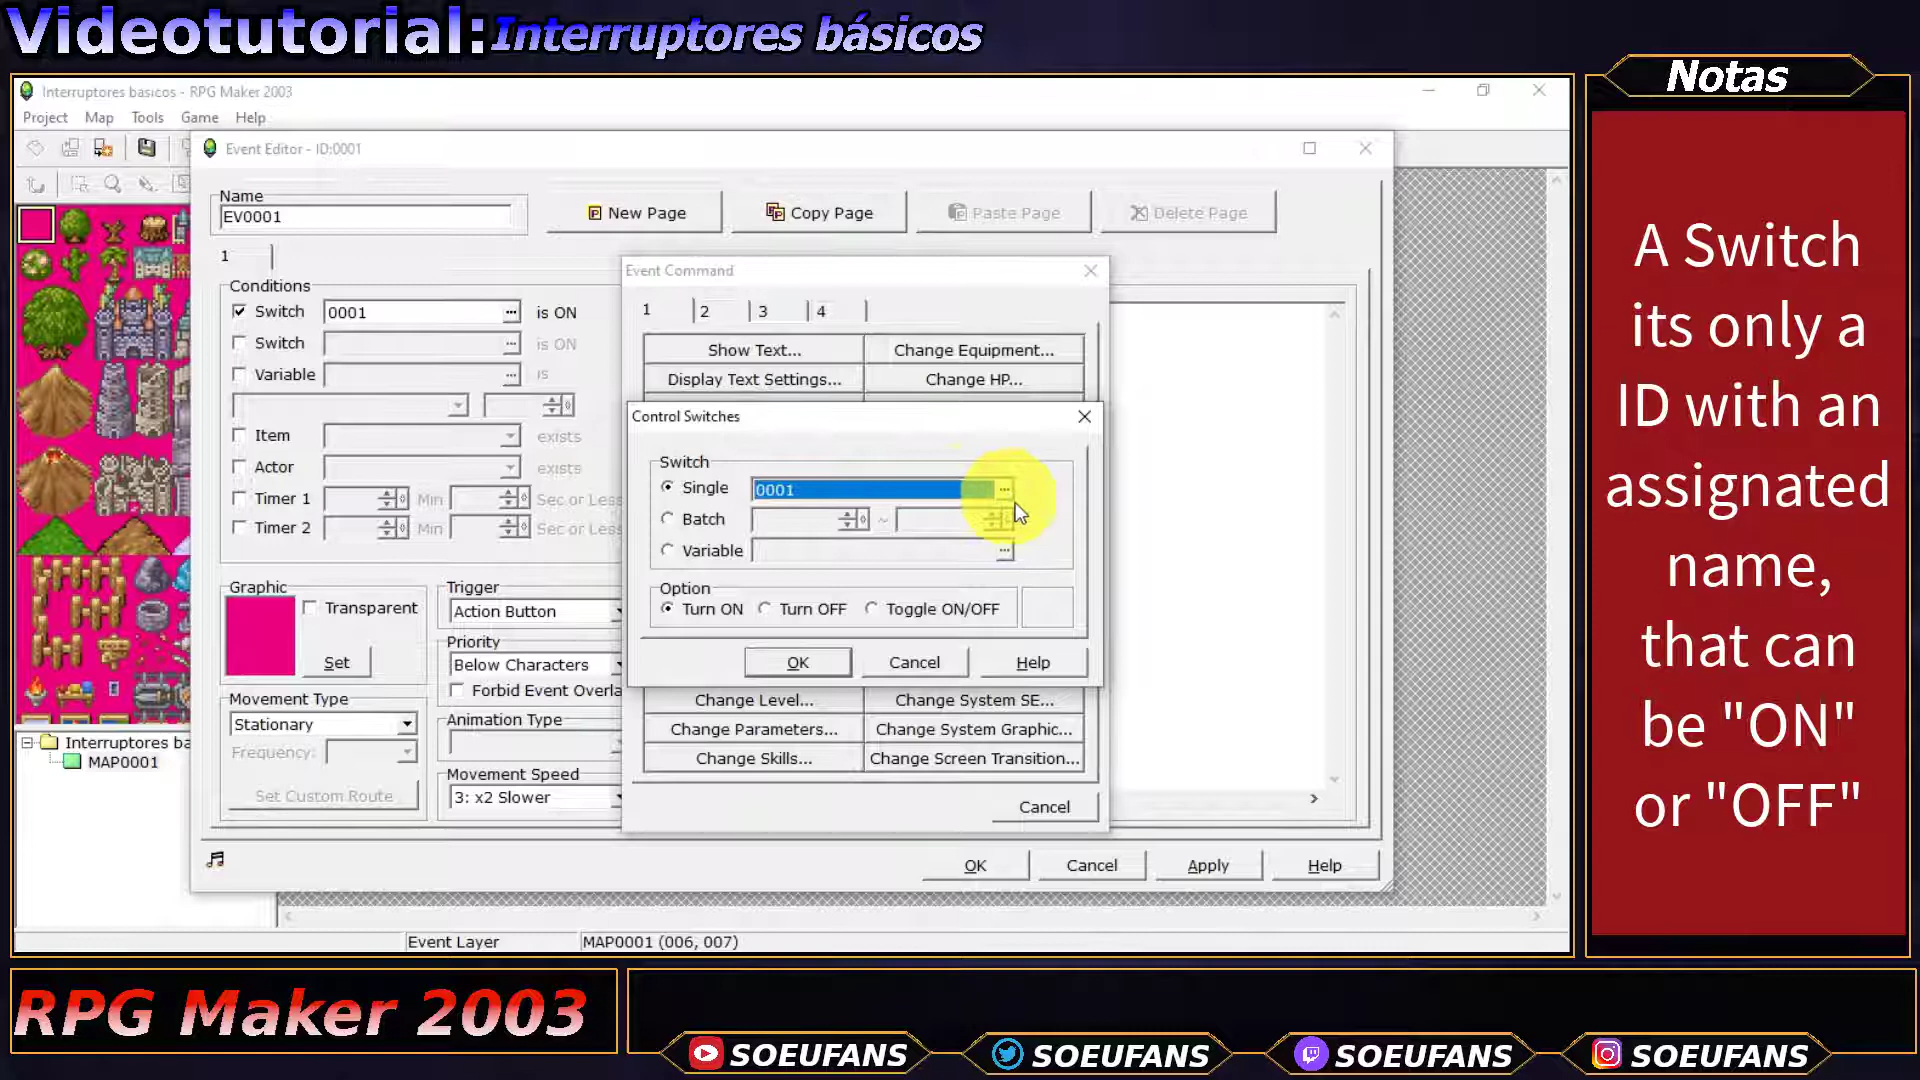 Videotutorial: Interruptores básicos
Notas
Interruptores basicos - RPG Maker 2003
Project Map Tools Game Help
Event Editor - ID:0001
Name
EV0001
New Page
Copy Page
Paste Page
Delete Page
1
Conditions
Switch 0001 ... is ON
Switch ... is ON
Variable ... is
Item exists
Actor exists
Timer 1 Min Sec or Less
Timer 2 Min Sec or Less
Graphic
Transparent
Set
Movement Type
Stationary
Frequency:
Set Custom Route
Trigger
Action Button
Priority
Below Characters
Forbid Event Overla
Animation Type
Movement Speed
3: x2 Slower
Event Command
1 2 3 4
Show Text... Change Equipment...
Display Text Settings... Change HP...
Control Switches
Switch
Single 0001 ...
Batch ~
Variable ...
Option
Turn ON Turn OFF Toggle ON/OFF
OK Cancel Help
Change Level... Change System SE...
Change Parameters... Change System Graphic...
Change Skills... Change Screen Transition...
Cancel
OK Cancel Apply Help
Interruptores ba
MAP0001
Event Layer MAP0001 (006, 007)
A Switch
its only a
ID with an
assignated
name,
that can
be "ON"
or "OFF"
RPG Maker 2003
SOEUFANS SOEUFANS SOEUFANS SOEUFANS